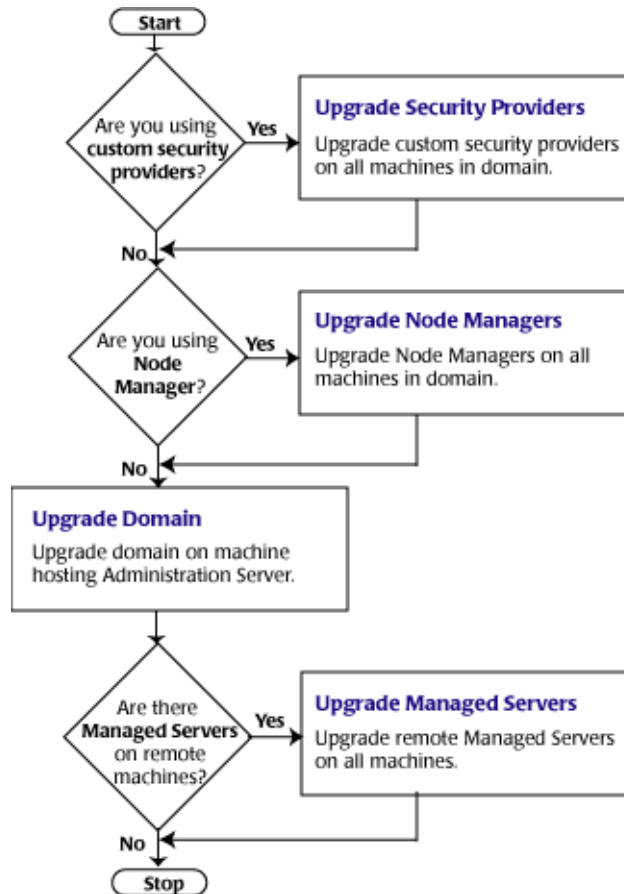 Start
Are you using
custom security
providers?
Yes
Upgrade Security Providers
Upgrade custom security providers
on all machines in domain.
No
Are you using
Node
Manager?
Yes
Upgrade Node Managers
Upgrade Node Managers on all
machines in domain.
No
Upgrade Domain
Upgrade domain on machine
hosting Administration Server.
Are there
Managed Servers
on remote
machines?
Yes
Upgrade Managed Servers
Upgrade remote Managed Servers
on all machines.
No
Stop